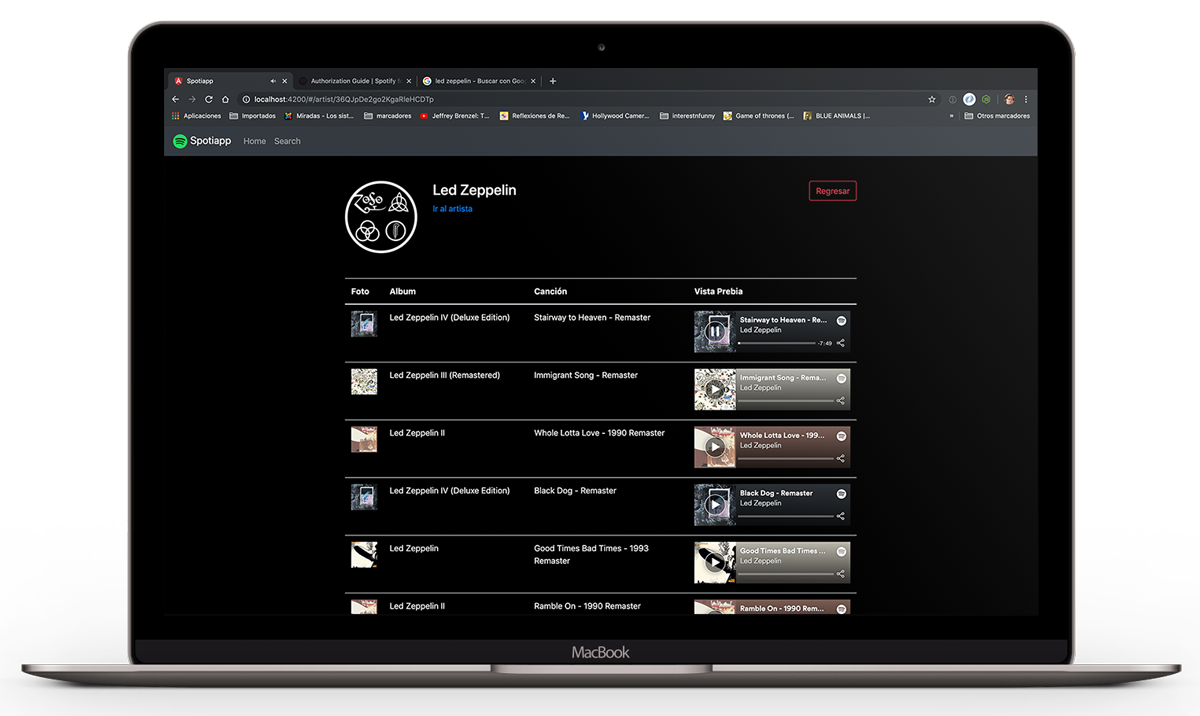 Spotiapp
Authorization Guide | Spotify f
led zeppelin - Buscar con Goo
localhost:4200/#/artist/36QJpDe2go2KgaRleHCDTp
Aplicaciones
Importados
Miradas - Los sist...
marcadores
Jeffrey Brenzel: T...
Reflexiones de Re...
Hollywood Camer...
interestnfunny
Game of thrones (...
BLUE ANIMALS |...
»
Otros marcadores
Spotiapp
Home
Search
ZoSo
Led Zeppelin
Ir al artista
Regresar
Foto
Album
Canción
Vista Prebia
Led Zeppelin IV (Deluxe Edition)
Stairway to Heaven - Remaster
Stairway to Heaven - Re...
Led Zeppelin
-7:49
Led Zeppelin III (Remastered)
Immigrant Song - Remaster
Immigrant Song - Rema...
Led Zeppelin
Led Zeppelin II
Whole Lotta Love - 1990 Remaster
Whole Lotta Love - 199...
Led Zeppelin
Led Zeppelin IV (Deluxe Edition)
Black Dog - Remaster
Black Dog - Remaster
Led Zeppelin
Led Zeppelin
Good Times Bad Times - 1993
Remaster
Good Times Bad Times ...
Led Zeppelin
Led Zeppelin II
Ramble On - 1990 Remaster
Ramble On - 1990 Rem...
MacBook